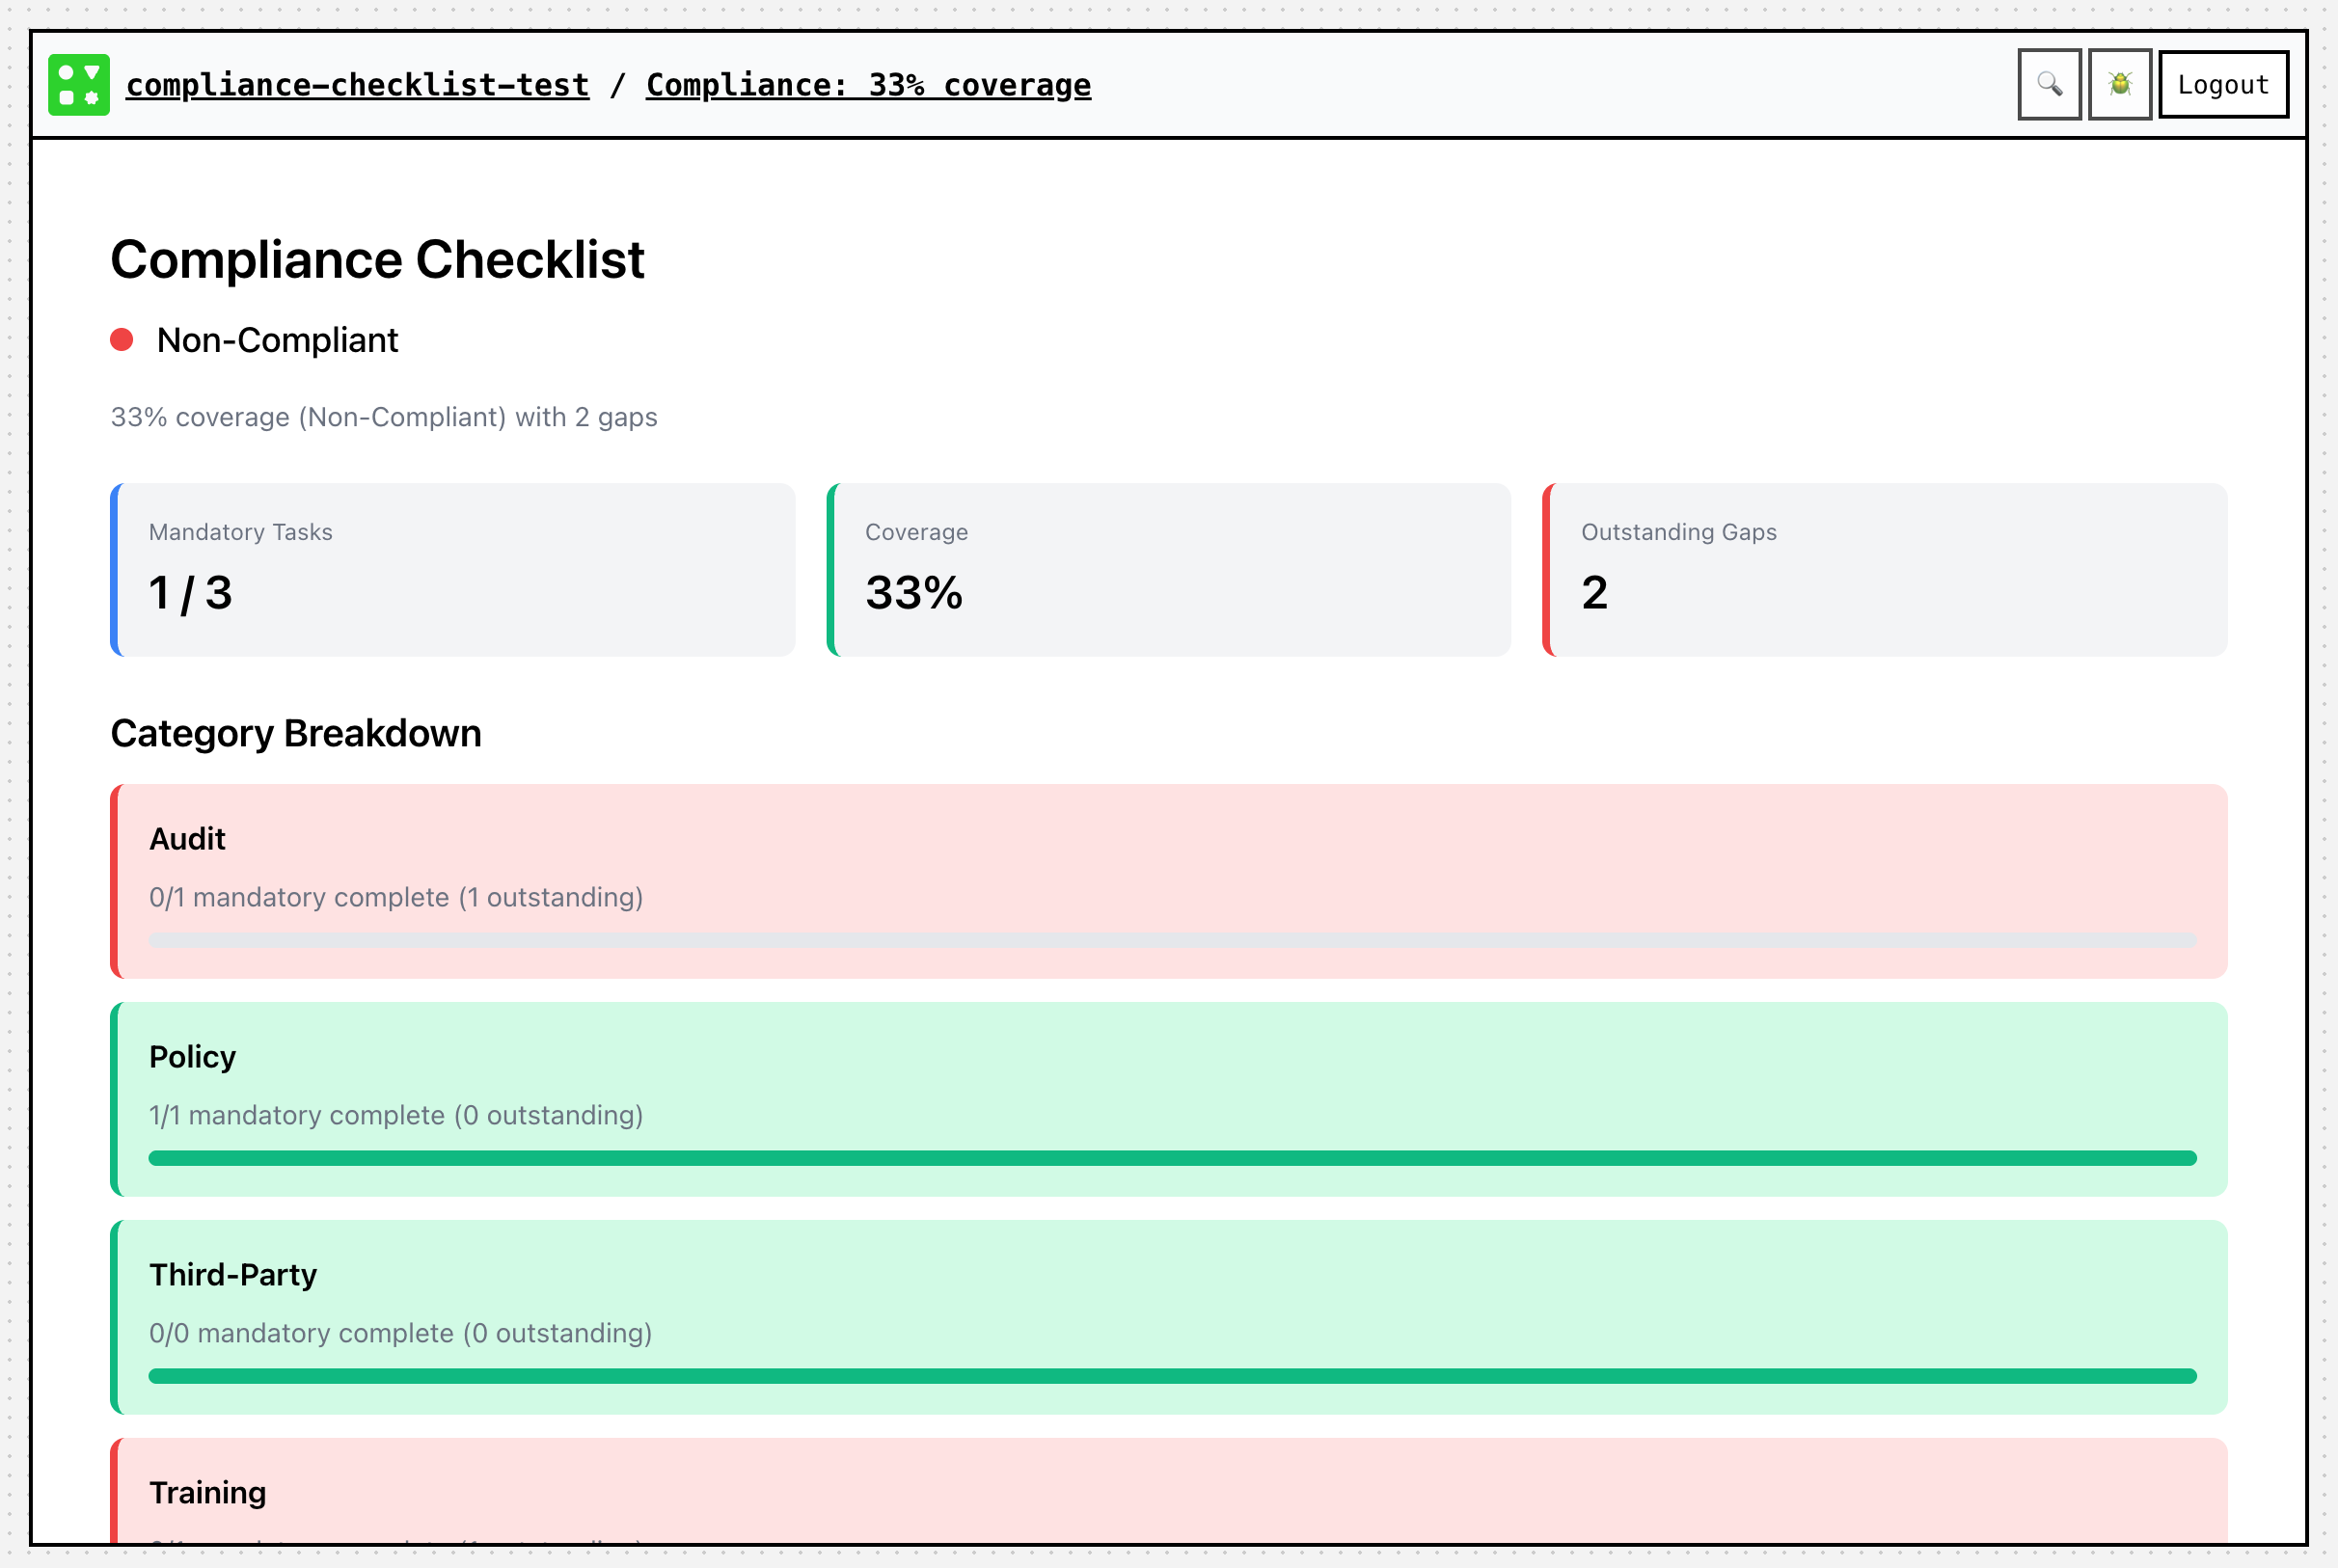 compliance-checklist-test / Compliance: 33% coverage
Logout
Compliance Checklist
Non-Compliant
33% coverage (Non-Compliant) with 2 gaps
Mandatory Tasks
1 / 3
Coverage
33%
Outstanding Gaps
2
Category Breakdown
Audit
0/1 mandatory complete (1 outstanding)
Policy
1/1 mandatory complete (0 outstanding)
Third-Party
0/0 mandatory complete (0 outstanding)
Training